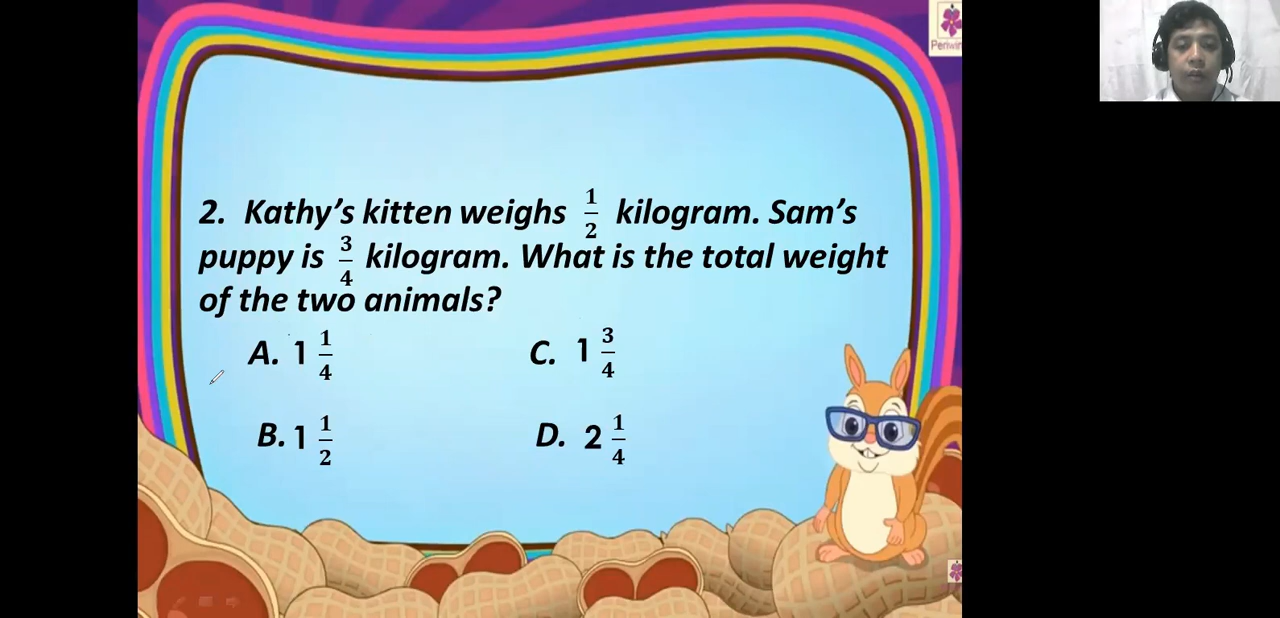 Periwin
2. Kathy's kitten weighs 1/2 kilogram. Sam's
puppy is 3/4 kilogram. What is the total weight
of the two animals?
A. 1 1/4
C. 1 3/4
B. 1 1/2
D. 2 1/4